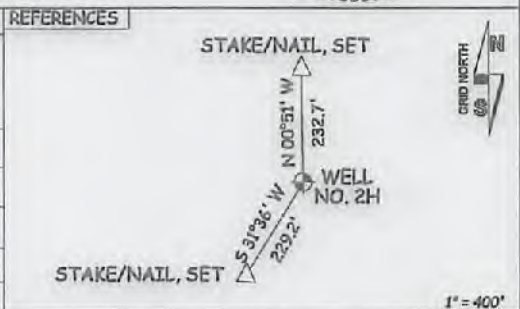 REFERENCES
STAKE/NAIL, SET
GRID NORTH
N
S
N 00°51' W
232.7'
WELL
NO. 2H
S 31°36' W
229.2'
STAKE/NAIL, SET
1" = 400'